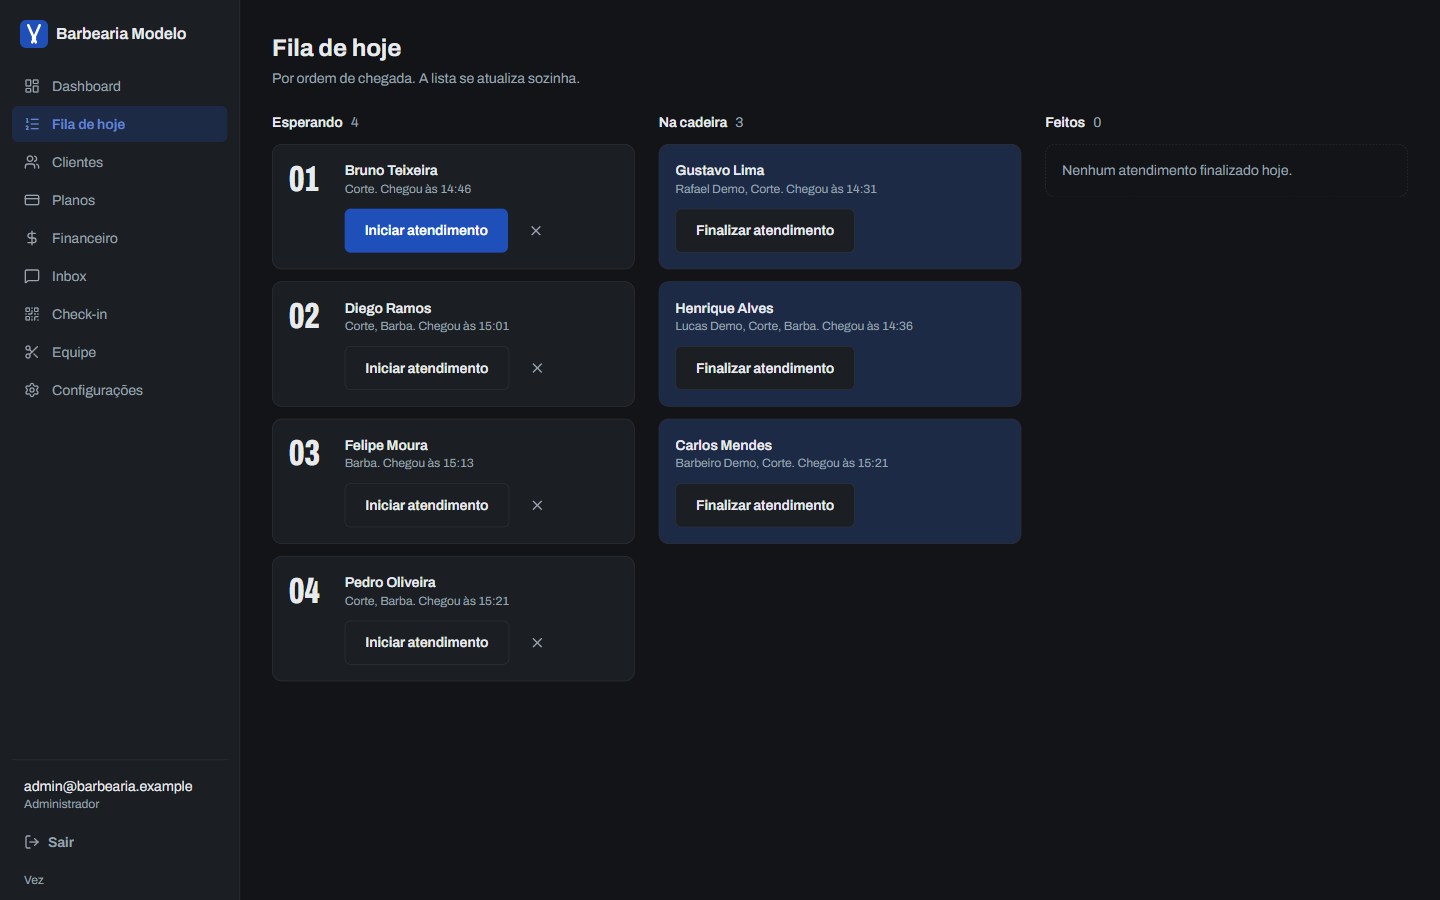 Barbearia Modelo
Dashboard
Fila de hoje
Clientes
Planos
Financeiro
Inbox
Check-in
Equipe
Configurações
admin@barbearia.example
Administrador
Sair
Vez
Fila de hoje
Por ordem de chegada. A lista se atualiza sozinha.
Esperando 4
01
Bruno Teixeira
Corte. Chegou às 14:46
Iniciar atendimento
02
Diego Ramos
Corte, Barba. Chegou às 15:01
Iniciar atendimento
03
Felipe Moura
Barba. Chegou às 15:13
Iniciar atendimento
04
Pedro Oliveira
Corte, Barba. Chegou às 15:21
Iniciar atendimento
Na cadeira 3
Gustavo Lima
Rafael Demo, Corte. Chegou às 14:31
Finalizar atendimento
Henrique Alves
Lucas Demo, Corte, Barba. Chegou às 14:36
Finalizar atendimento
Carlos Mendes
Barbeiro Demo, Corte. Chegou às 15:21
Finalizar atendimento
Feitos 0
Nenhum atendimento finalizado hoje.